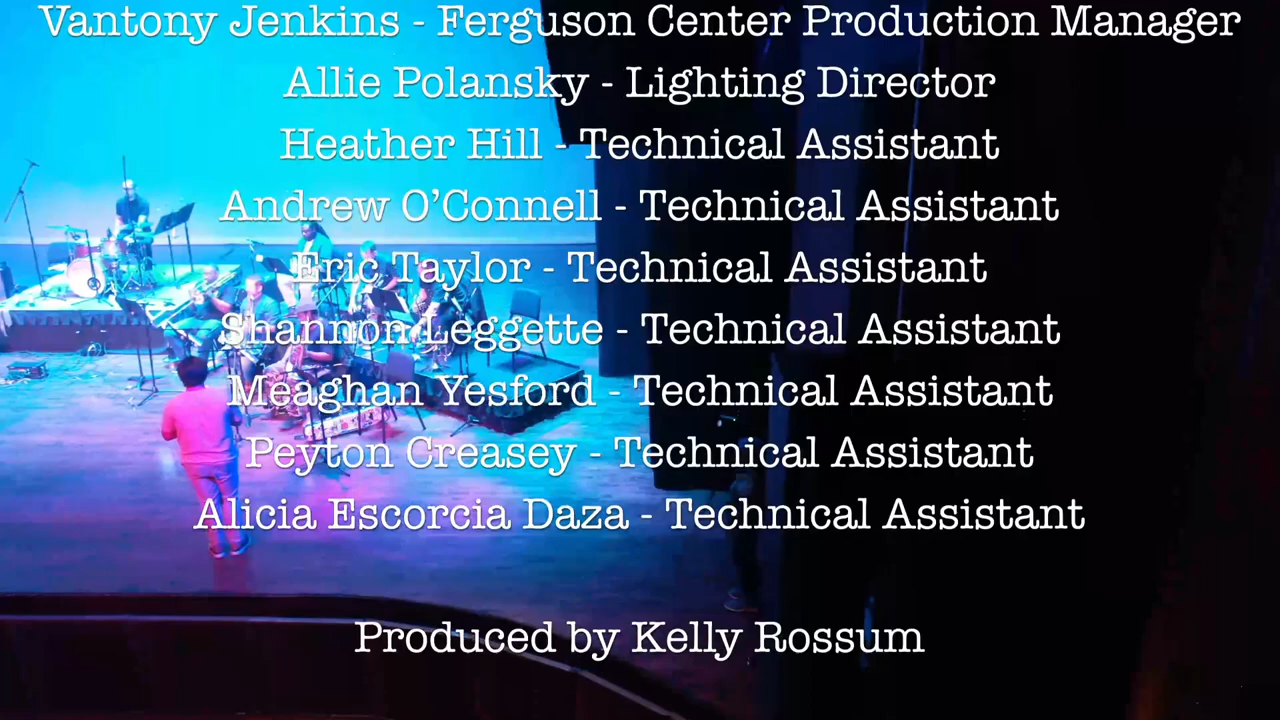 Vantony Jenkins - Ferguson Center Production Manager
Allie Polansky - Lighting Director
Heather Hill - Technical Assistant
Andrew O’Connell - Technical Assistant
Eric Taylor - Technical Assistant
Shannon Leggette - Technical Assistant
Meaghan Yesford - Technical Assistant
Peyton Creasey - Technical Assistant
Alicia Escorcia Daza - Technical Assistant
Produced by Kelly Rossum